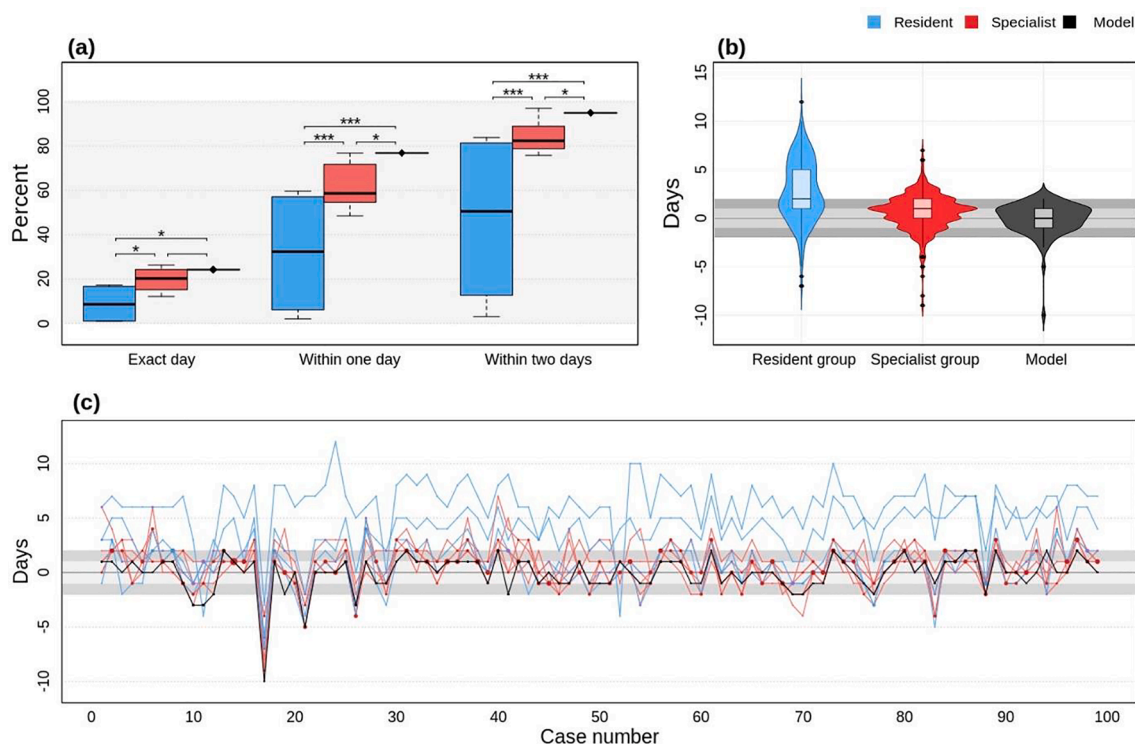 Resident Specialist Model
(a)
Percent
100
80
60
40
20
0
*** *** *
*** *** *
* *
Exact day Within one day Within two days
(b)
Days
15
10
5
0
-5
-10
Resident group Specialist group Model
(c)
Days
10
5
0
-5
-10
0 10 20 30 40 50 60 70 80 90 100
Case number